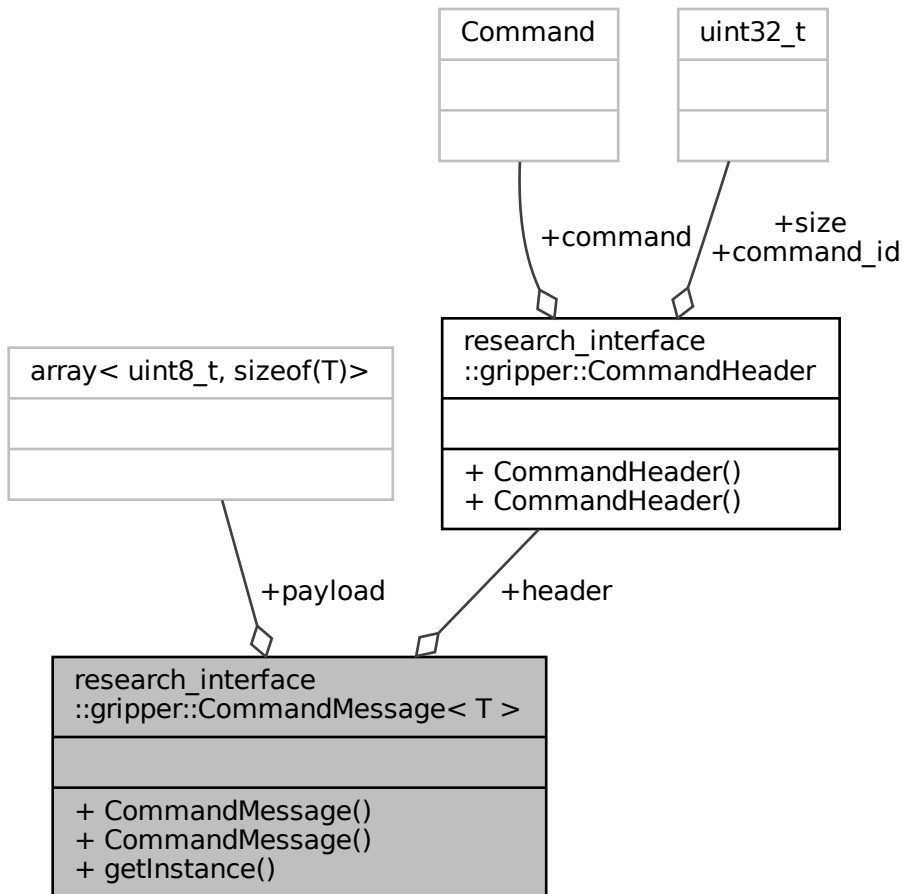 Command
uint32_t
+command
+size
+command_id
array< uint8_t, sizeof(T)>
research_interface
::gripper::CommandHeader
+ CommandHeader()
+ CommandHeader()
+payload
+header
research_interface
::gripper::CommandMessage< T >
+ CommandMessage()
+ CommandMessage()
+ getInstance()